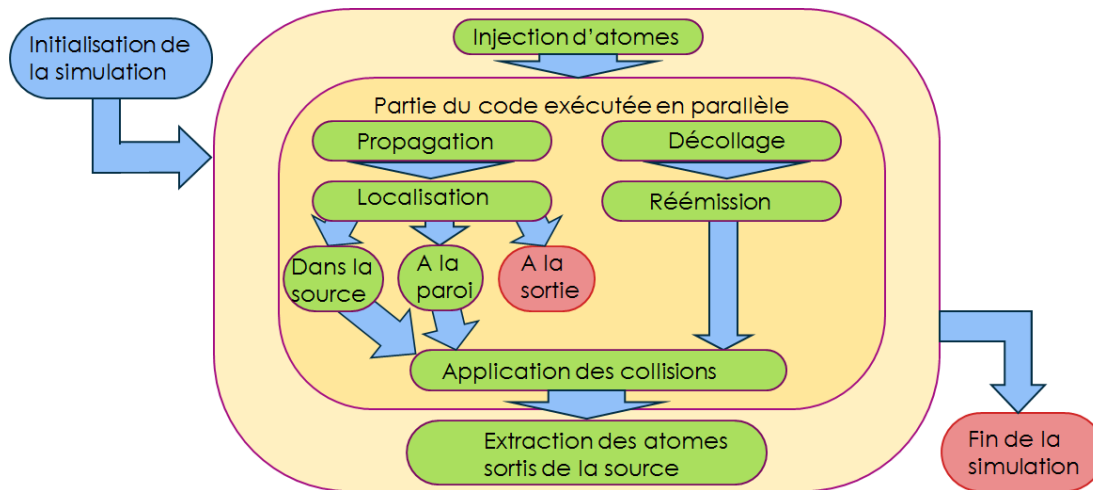 Initialisation de
la simulation
Injection d'atomes
Partie du code exécutée en parallèle
Propagation
Décollage
Localisation
Réémission
Dans la
source
A la
paroi
A la
sortie
Application des collisions
Extraction des atomes
sortis de la source
Fin de la
simulation